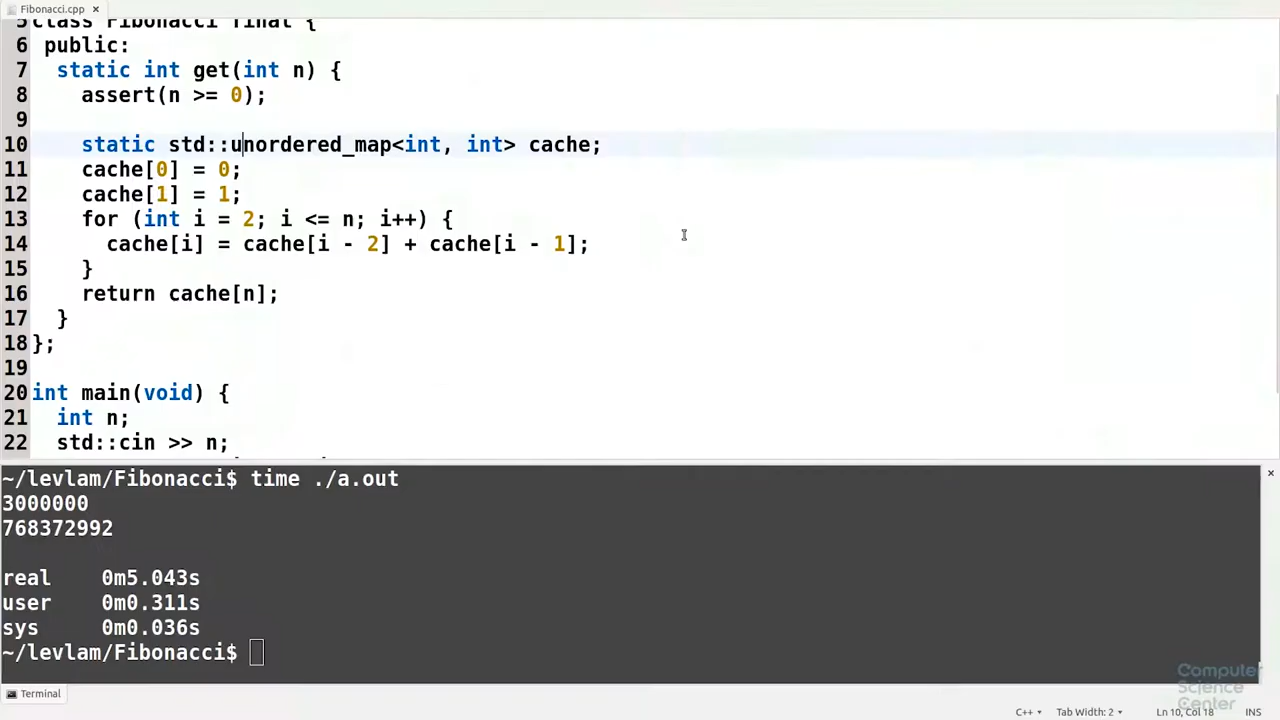 Fibonacci.cpp ×
5 class Fibonacci final {
6  public:
7   static int get(int n) {
8     assert(n >= 0);
9
10     static std::unordered_map<int, int> cache;
11     cache[0] = 0;
12     cache[1] = 1;
13     for (int i = 2; i <= n; i++) {
14       cache[i] = cache[i - 2] + cache[i - 1];
15     }
16     return cache[n];
17   }
18 };
19
20 int main(void) {
21   int n;
22   std::cin >> n;
~/levlam/Fibonacci$ time ./a.out
3000000
768372992
real    0m5.043s
user    0m0.311s
sys     0m0.036s
~/levlam/Fibonacci$
Terminal
Computer
Science
Center
C++ Tab Width: 2 Ln 10, Col 18 INS